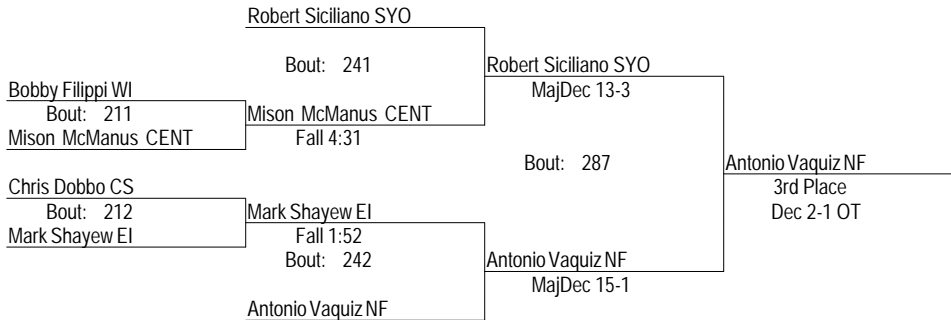 Robert Siciliano SYO
Bout: 241
Robert Siciliano SYO
MajDec 13-3
Bobby Filippi WI
Bout: 211
Mison McManus CENT
Mison McManus CENT
Fall 4:31
Bout: 287
Antonio Vaquiz NF
3rd Place
Dec 2-1 OT
Chris Dobbo CS
Bout: 212
Mark Shayew EI
Mark Shayew EI
Fall 1:52
Bout: 242
Antonio Vaquiz NF
MajDec 15-1
Antonio Vaquiz NF